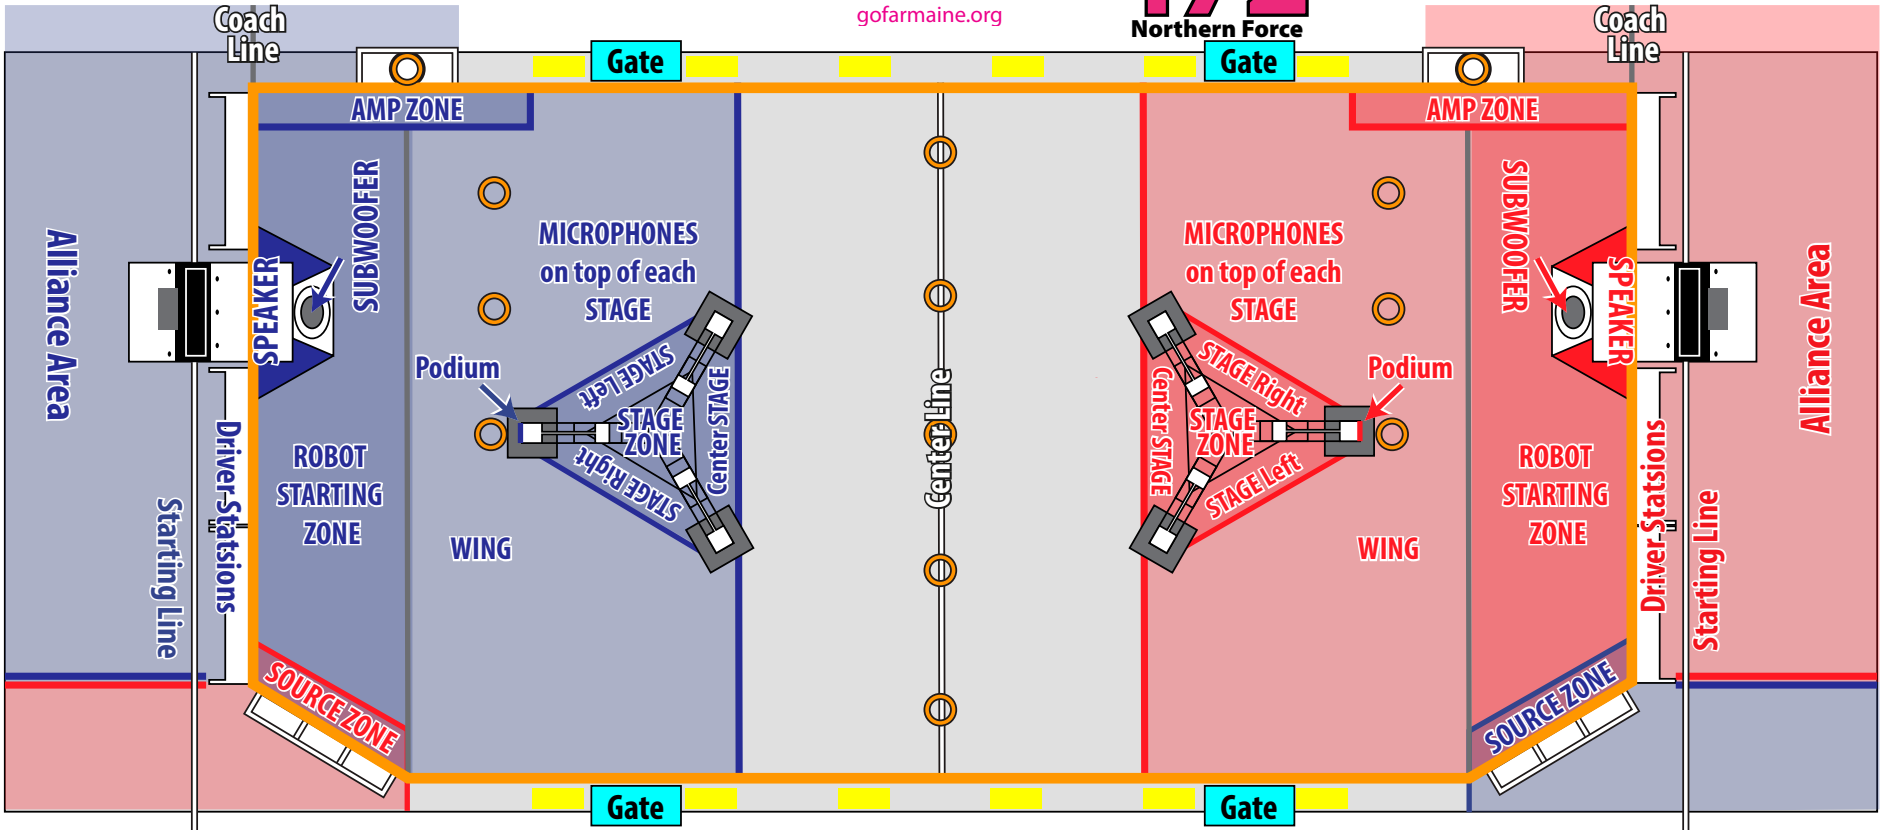 gofarmaine.org
172
Northern Force
Coach
Line
Coach
Line
Gate
Gate
AMP ZONE
AMP ZONE
SUBWOOFER
SUBWOOFER
MICROPHONES
on top of each
STAGE
MICROPHONES
on top of each
STAGE
Alliance Area
Alliance Area
SPEAKER
SPEAKER
Podium
Podium
STAGE Left
STAGE
ZONE
Center STAGE
STAGE Right
Center Line
STAGE Right
Center STAGE
STAGE
ZONE
STAGE Left
Driver Statsions
Starting Line
ROBOT
STARTING
ZONE
WING
WING
ROBOT
STARTING
ZONE
Driver Statsions
Starting Line
SOURCE ZONE
SOURCE ZONE
Gate
Gate